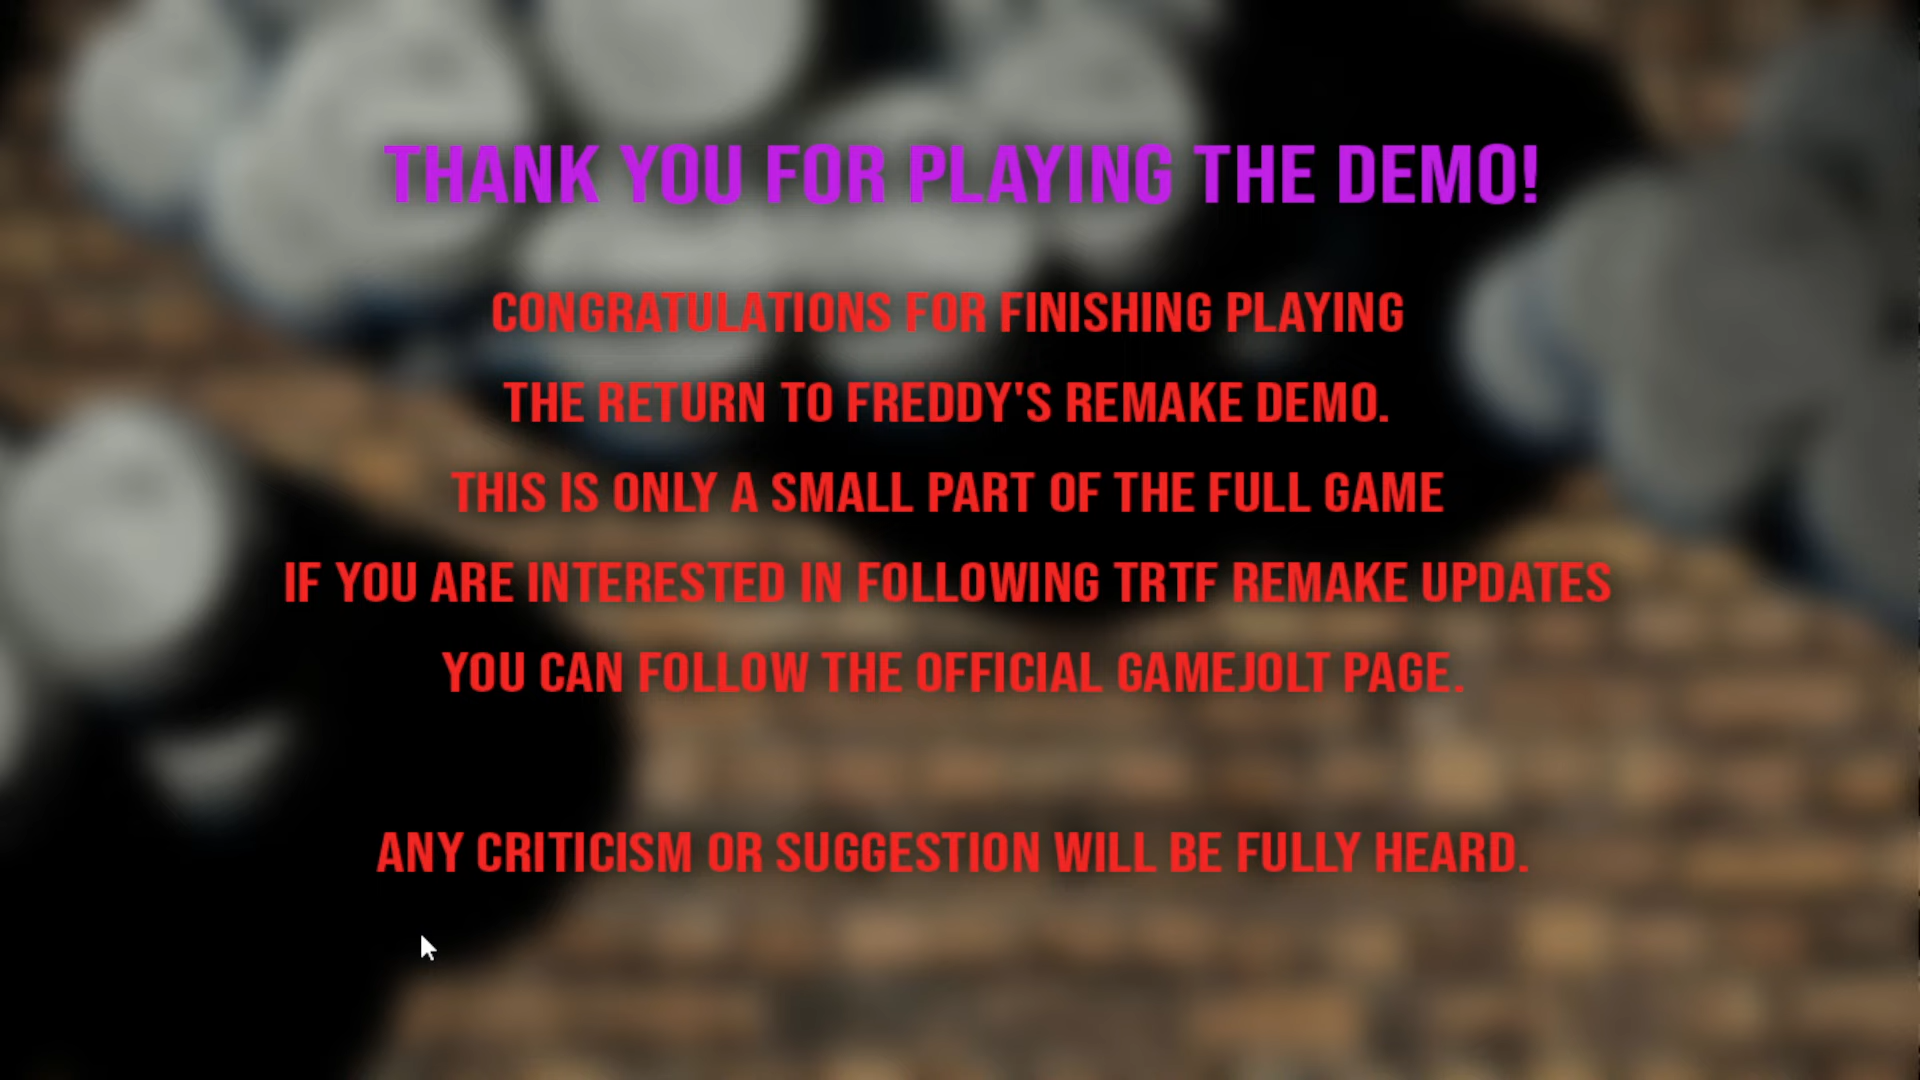 THANK YOU FOR PLAYING THE DEMO!
CONGRATULATIONS FOR FINISHING PLAYING
THE RETURN TO FREDDY'S REMAKE DEMO.
THIS IS ONLY A SMALL PART OF THE FULL GAME
IF YOU ARE INTERESTED IN FOLLOWING TRTF REMAKE UPDATES
YOU CAN FOLLOW THE OFFICIAL GAMEJOLT PAGE.
ANY CRITICISM OR SUGGESTION WILL BE FULLY HEARD.